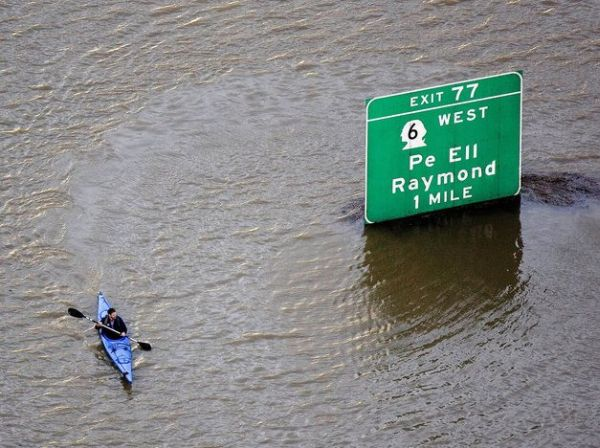 EXIT 77
6 WEST
Pe Ell
Raymond
1 MILE